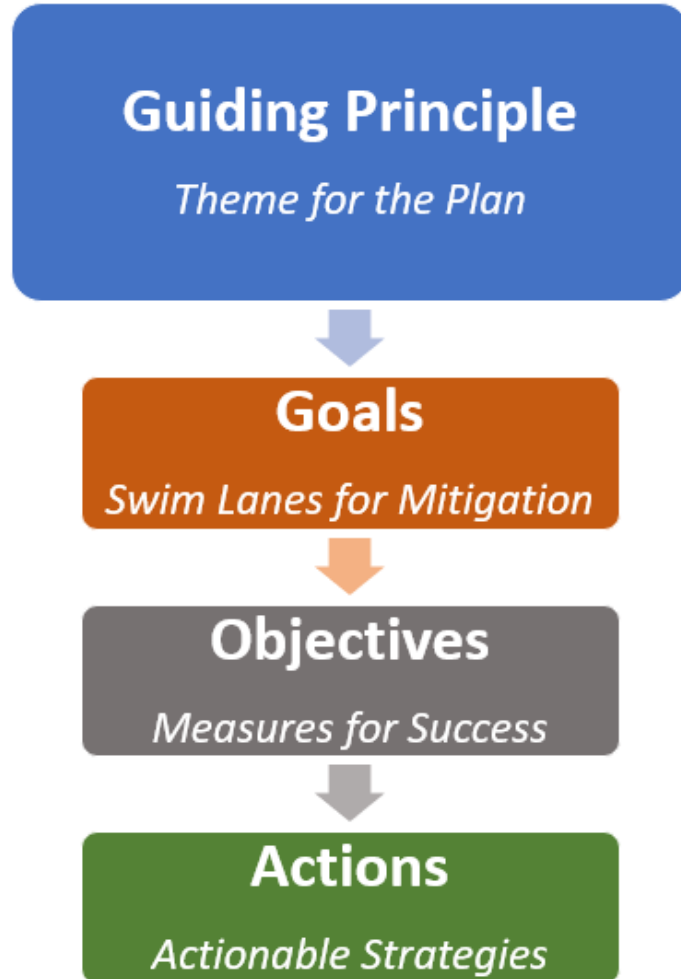 Guiding Principle
Theme for the Plan
Goals
Swim Lanes for Mitigation
Objectives
Measures for Success
Actions
Actionable Strategies